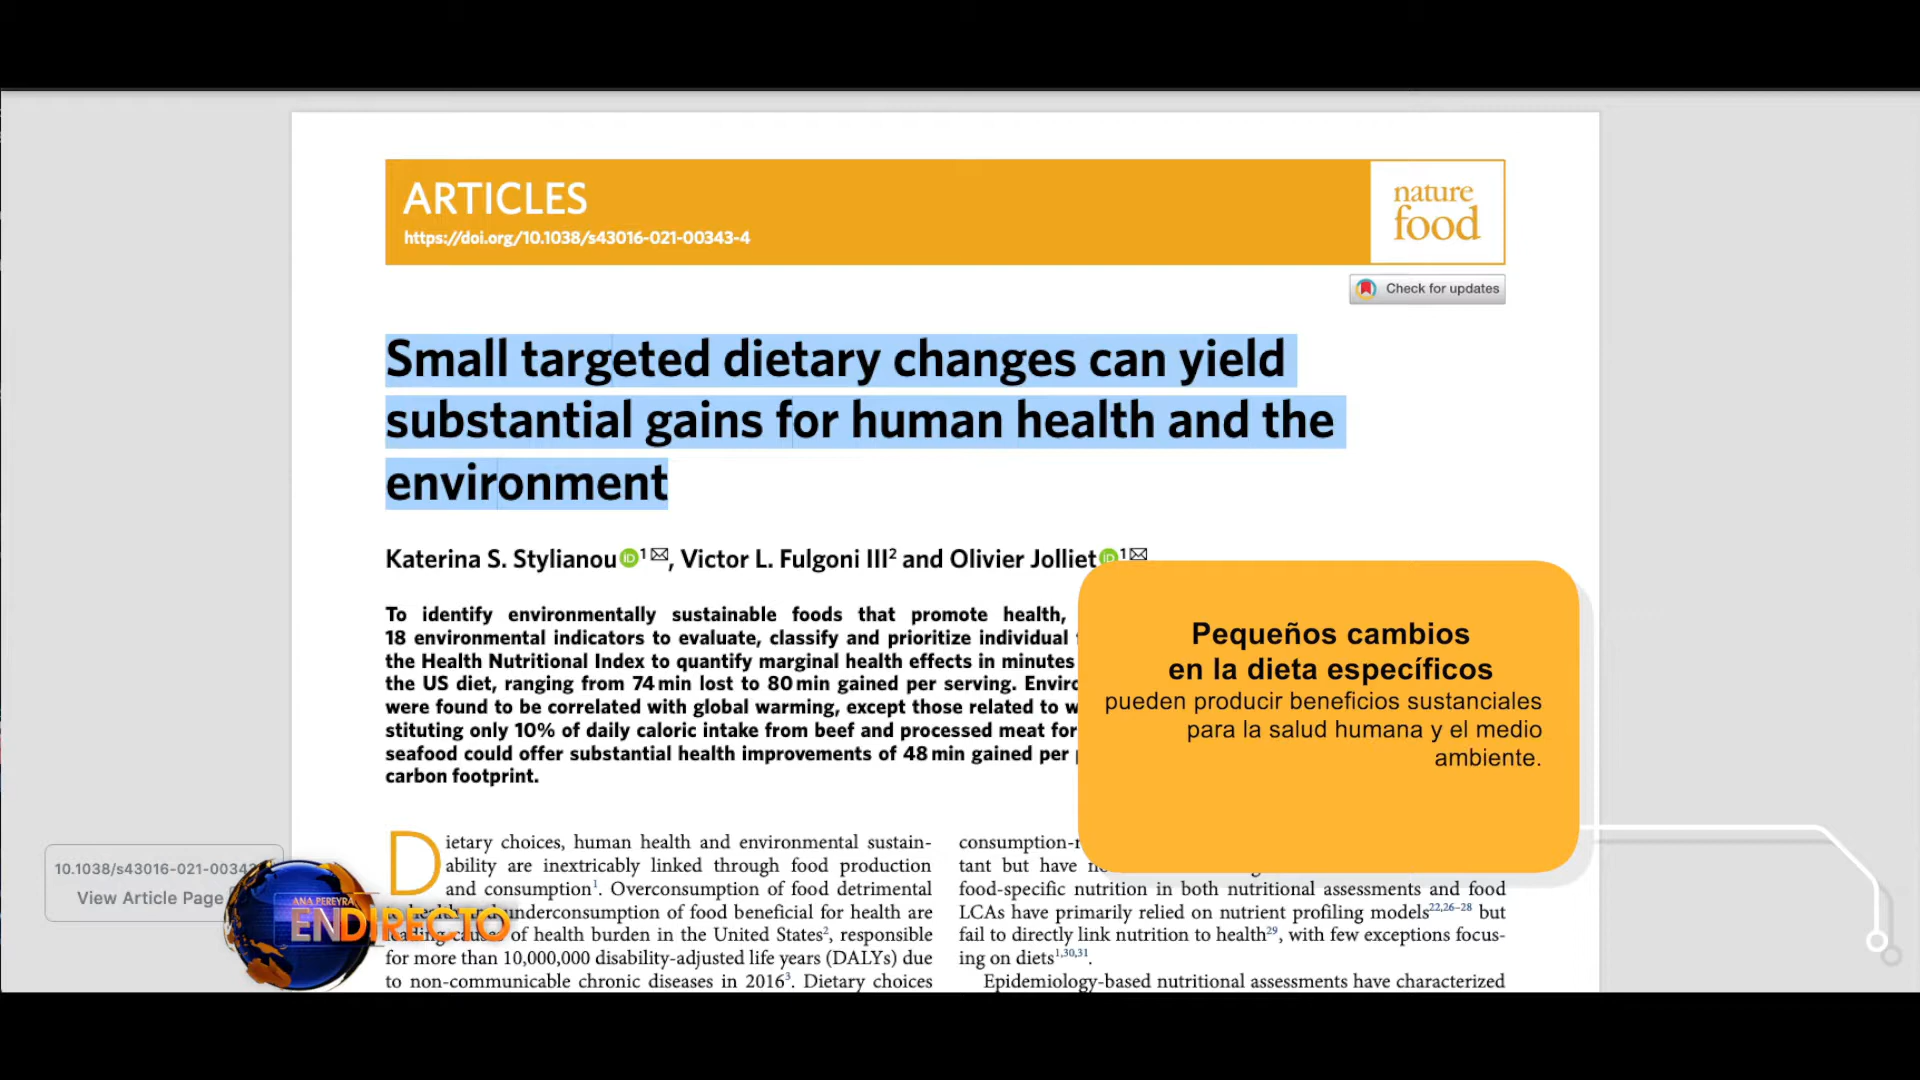 ARTICLES
https://doi.org/10.1038/s43016-021-00343-4
nature
food
Check for updates
Small targeted dietary changes can yield
substantial gains for human health and the
environment
Katerina S. Stylianou iD 1 ✉, Victor L. Fulgoni III2 and Olivier Jolliet iD 1 ✉
To identify environmentally sustainable foods that promote health,
18 environmental indicators to evaluate, classify and prioritize individual
the Health Nutritional Index to quantify marginal health effects in minutes
the US diet, ranging from 74 min lost to 80 min gained per serving.
were found to be correlated with global warming, except those related to
stituting only 10% of daily caloric intake from beef and processed meat for
seafood could offer substantial health improvements of 48 min gained per
carbon footprint.
Pequeños cambios
en la dieta específicos
pueden producir beneficios sustanciales
para la salud humana y el medio
ambiente.
Dietary choices, human health and environmental sustain-
ability are inextricably linked through food production
and consumption1. Overconsumption of food detrimental
underconsumption of food beneficial for health are
of health burden in the United States2, responsible
for more than 10,000,000 disability-adjusted life years (DALYs) due
to non-communicable chronic diseases in 20163. Dietary choices
tant but have
food-specific nutrition in both nutritional assessments and food
LCAs have primarily relied on nutrient profiling models22,26–28 but
fail to directly link nutrition to health29, with few exceptions focus-
ing on diets1,30,31.
Epidemiology-based nutritional assessments have characterized
10.1038/s43016-021-0034
View Article Page
ANA PEREYRA
EN DIRECTO